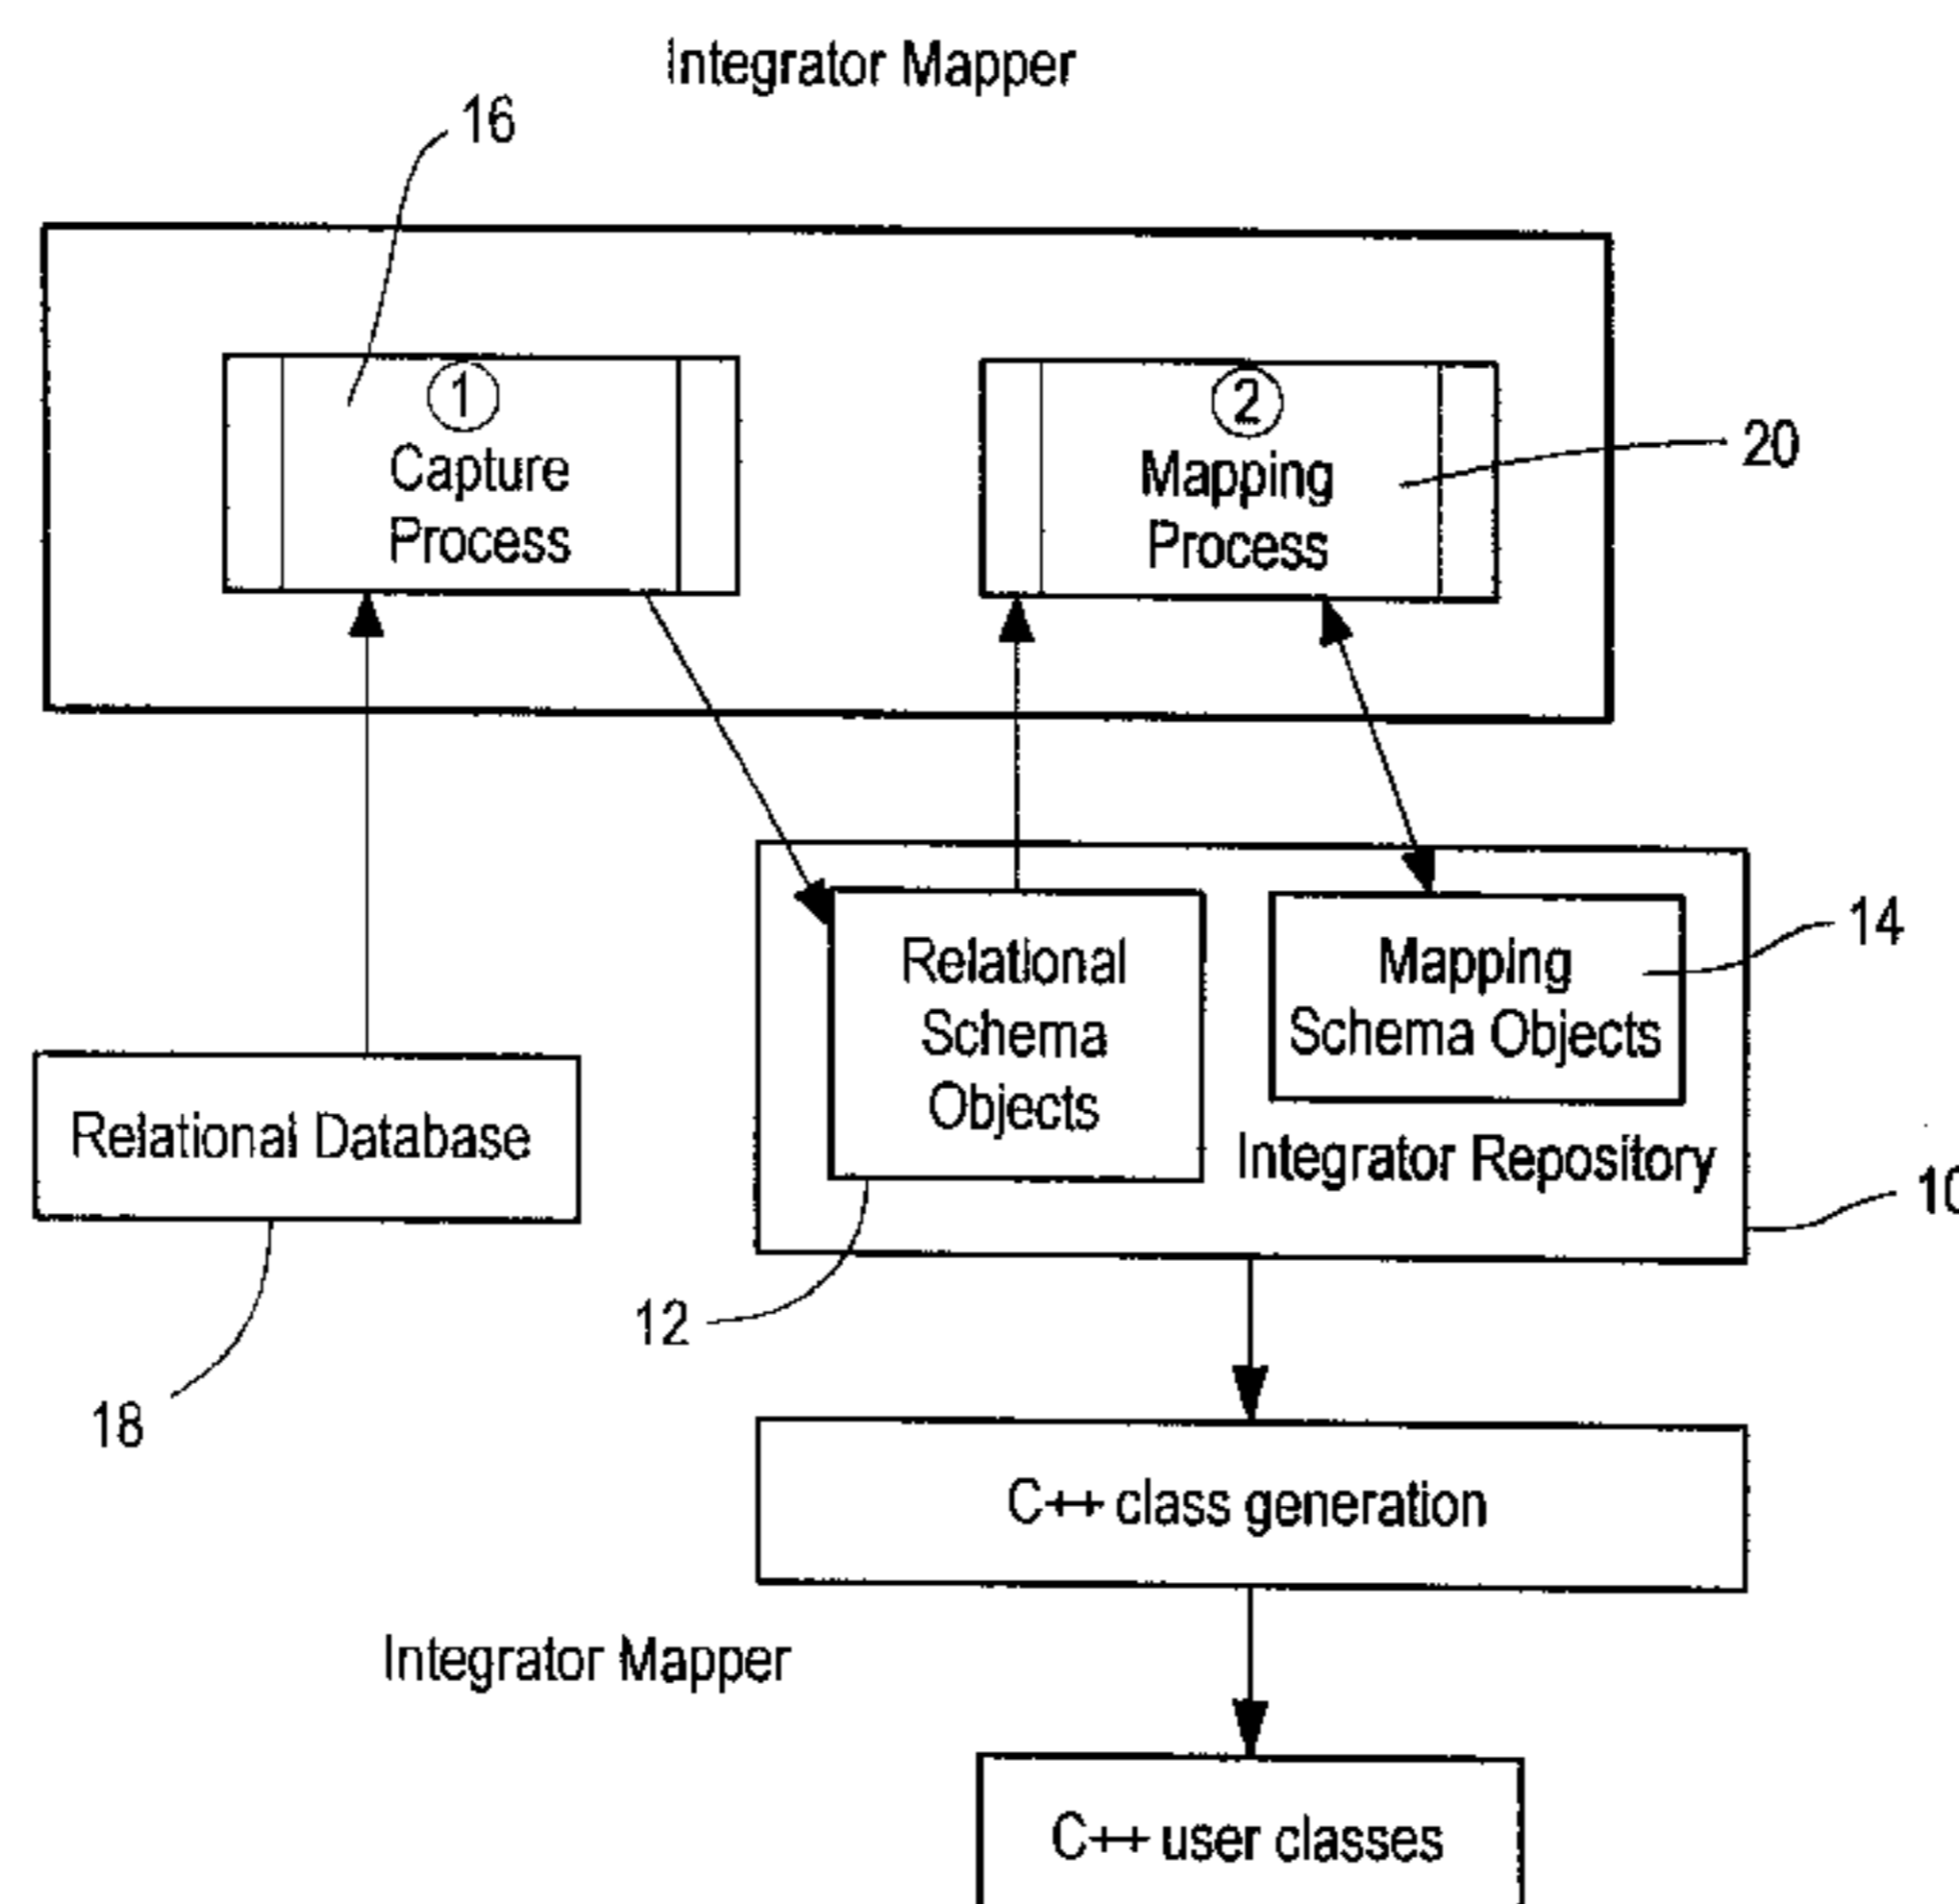 Integrator Mapper
16
1
Capture
Process
2
Mapping
Process
20
Relational
Schema
Objects
Mapping
Schema Objects
14
Relational Database
Integrator Repository
10
12
18
C++ class generation
Integrator Mapper
C++ user classes